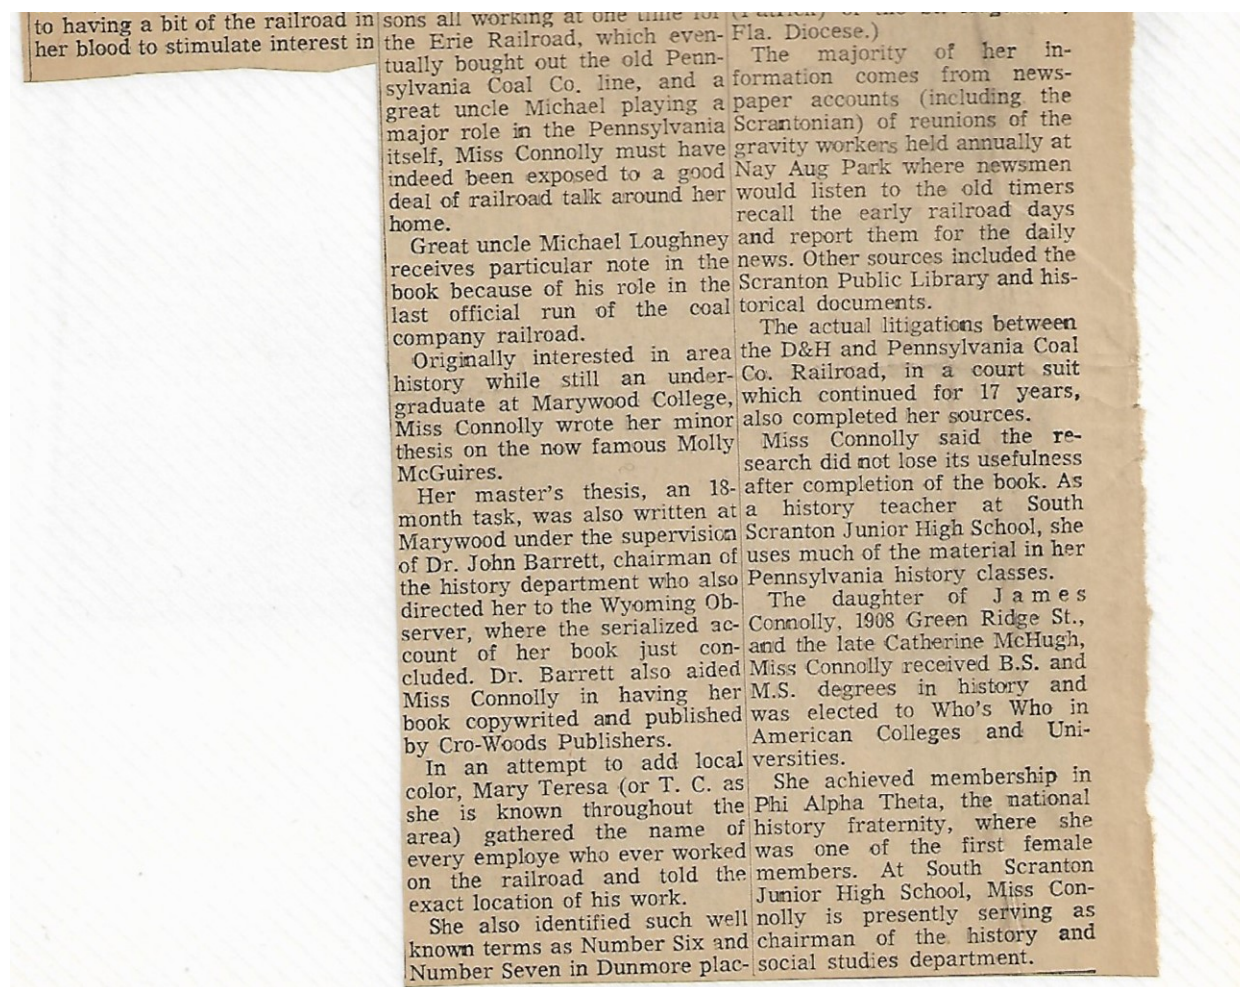 to having a bit of the railroad in
her blood to stimulate interest in
sons all working at one time for
the Erie Railroad, which even-
tually bought out the old Penn-
sylvania Coal Co. line, and a
great uncle Michael playing a
major role in the Pennsylvania
itself, Miss Connolly must have
indeed been exposed to a good
deal of railroad talk around her
home.
Great uncle Michael Loughney
receives particular note in the
book because of his role in the
last official run of the coal
company railroad.
Originally interested in area
history while still an under-
graduate at Marywood College,
Miss Connolly wrote her minor
thesis on the now famous Molly
McGuires.
Her master's thesis, an 18-
month task, was also written at
Marywood under the supervision
of Dr. John Barrett, chairman of
the history department who also
directed her to the Wyoming Ob-
server, where the serialized ac-
count of her book just con-
cluded. Dr. Barrett also aided
Miss Connolly in having her
book copywrited and published
by Cro-Woods Publishers.
In an attempt to add local
color, Mary Teresa (or T. C. as
she is known throughout the
area) gathered the name of
every employe who ever worked
on the railroad and told the
exact location of his work.
She also identified such well
known terms as Number Six and
Number Seven in Dunmore plac-
Fla. Diocese.)
The majority of her in-
formation comes from news-
paper accounts (including the
Scrantonian) of reunions of the
gravity workers held annually at
Nay Aug Park where newsmen
would listen to the old timers
recall the early railroad days
and report them for the daily
news. Other sources included the
Scranton Public Library and his-
torical documents.
The actual litigations between
the D&H and Pennsylvania Coal
Co. Railroad, in a court suit
which continued for 17 years,
also completed her sources.
Miss Connolly said the re-
search did not lose its usefulness
after completion of the book. As
a history teacher at South
Scranton Junior High School, she
uses much of the material in her
Pennsylvania history classes.
The daughter of James
Connolly, 1908 Green Ridge St.,
and the late Catherine McHugh,
Miss Connolly received B.S. and
M.S. degrees in history and
was elected to Who's Who in
American Colleges and Uni-
versities.
She achieved membership in
Phi Alpha Theta, the national
history fraternity, where she
was one of the first female
members. At South Scranton
Junior High School, Miss Con-
nolly is presently serving as
chairman of the history and
social studies department.